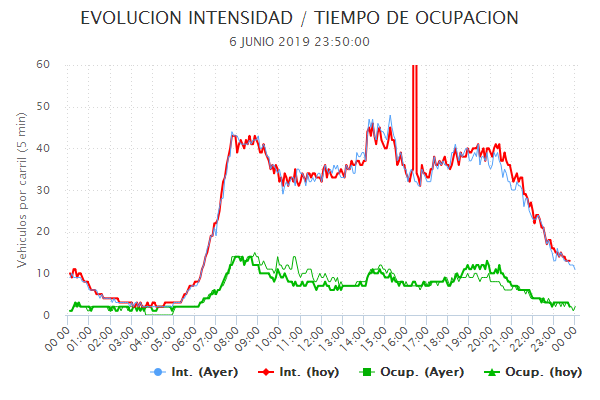 EVOLUCION INTENSIDAD / TIEMPO DE OCUPACION
6 JUNIO 2019 23:50:00
Vehiculos por carril (5 min)
60
50
40
30
20
10
0
00:00 01:00 02:00 03:00 04:00 05:00 06:00 07:00 08:00 09:00 10:00 11:00 12:00 13:00 14:00 15:00 16:00 17:00 18:00 19:00 20:00 21:00 22:00 23:00 00:00
Int. (Ayer) Int. (hoy) Ocup. (Ayer) Ocup. (hoy)